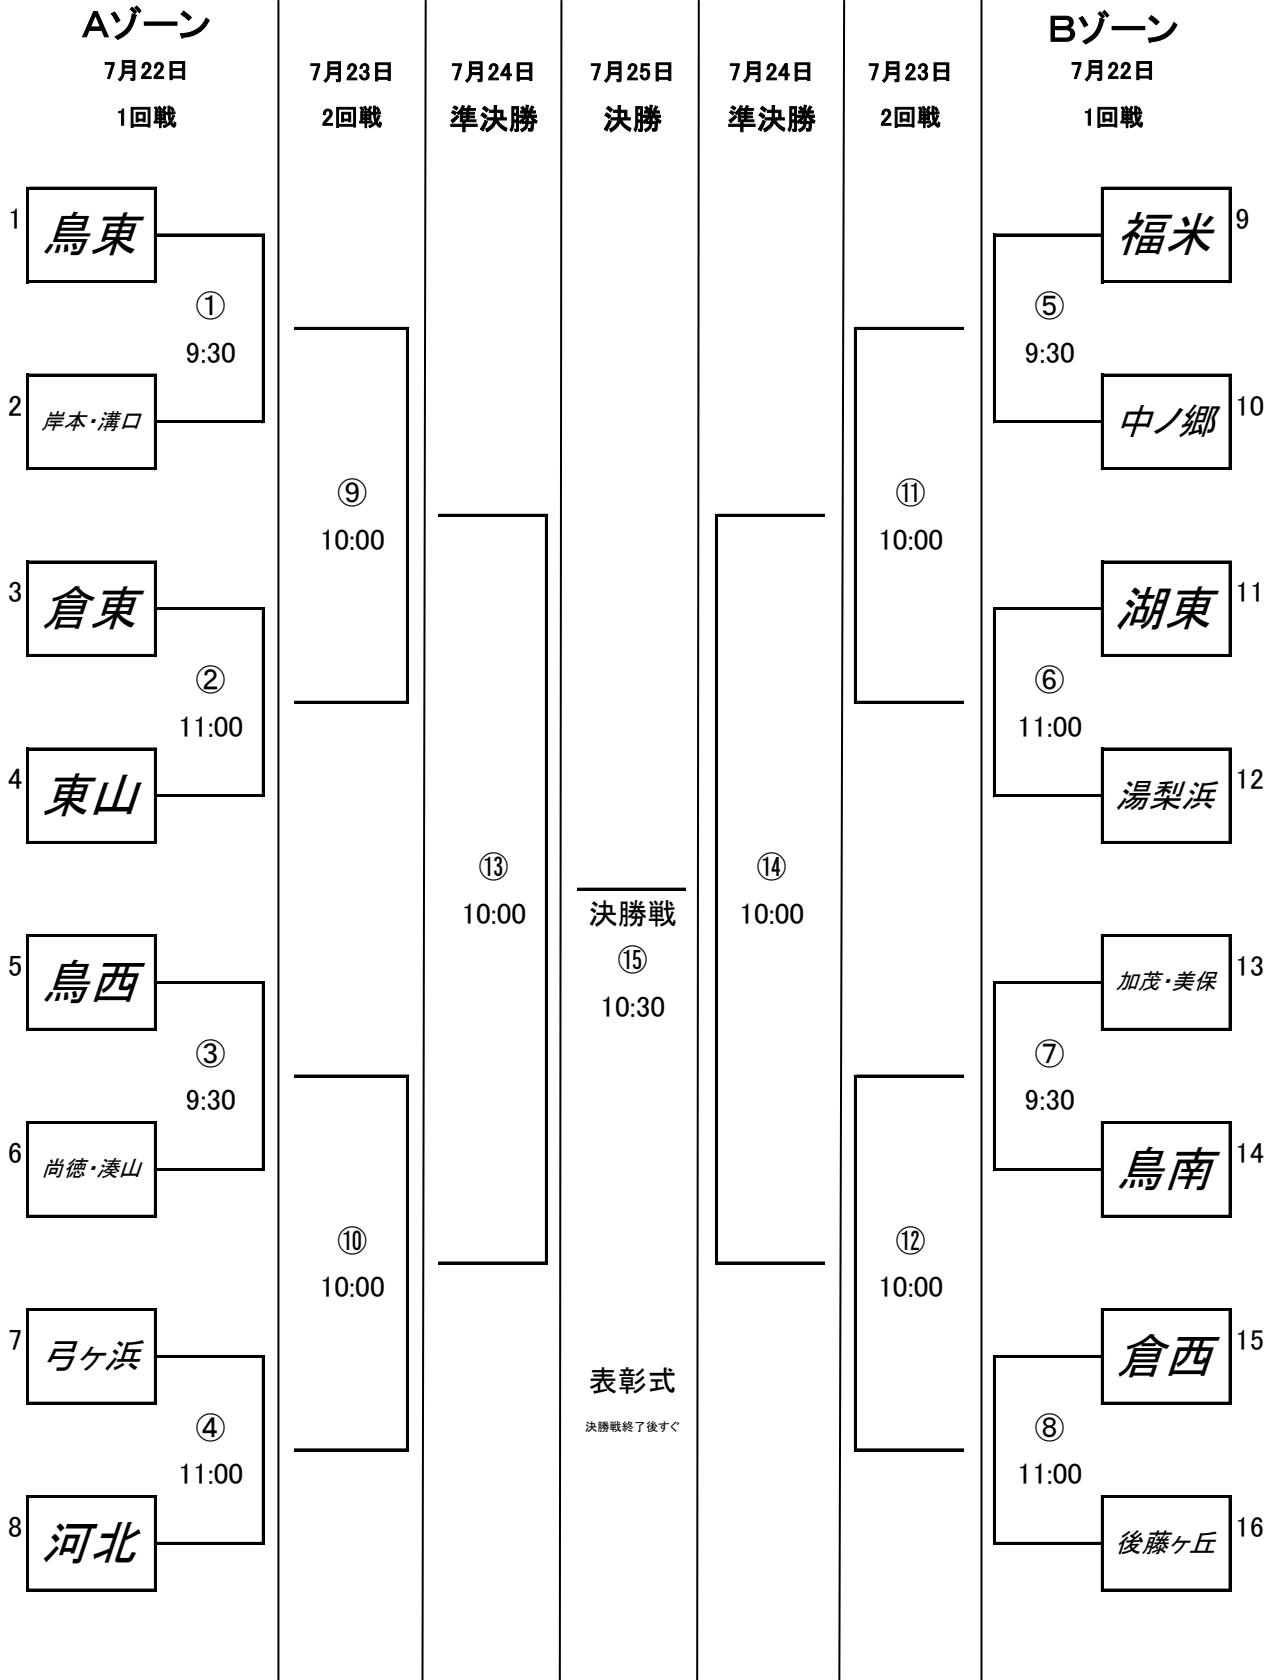 Aゾーン
Bゾーン
7月22日
7月23日
7月24日
7月25日
7月24日
7月23日
7月22日
1回戦
2回戦
準決勝
決勝
準決勝
2回戦
1回戦
1
鳥東
①
9:30
2
岸本・溝口
3
倉東
②
11:00
4
東山
5
鳥西
③
9:30
6
尚徳・湊山
7
弓ヶ浜
④
11:00
8
河北
⑨
10:00
⑩
10:00
⑬
10:00
決勝戦
⑮
10:30
表彰式
決勝戦終了後すぐ
⑭
10:00
⑪
10:00
⑫
10:00
福米
9
⑤
9:30
中ノ郷
10
湖東
11
⑥
11:00
湯梨浜
12
加茂・美保
13
⑦
9:30
鳥南
14
倉西
15
⑧
11:00
後藤ヶ丘
16